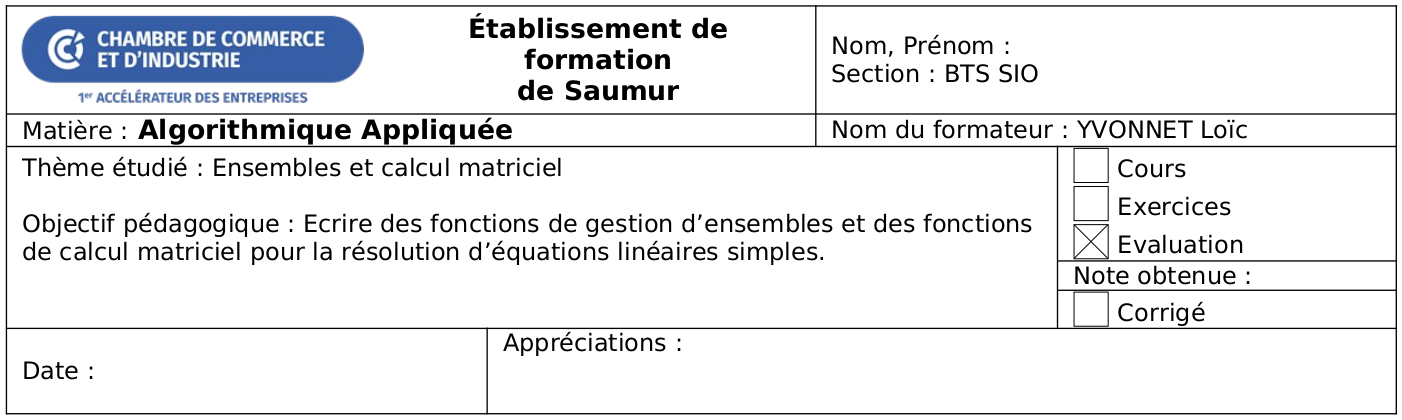 CHAMBRE DE COMMERCE
ET D'INDUSTRIE
1er ACCÉLÉRATEUR DES ENTREPRISES
Établissement de
formation
de Saumur
Nom, Prénom :
Section : BTS SIO
Matière : Algorithmique Appliquée
Nom du formateur : YVONNET Loïc
Thème étudié : Ensembles et calcul matriciel
Objectif pédagogique : Ecrire des fonctions de gestion d’ensembles et des fonctions
de calcul matriciel pour la résolution d’équations linéaires simples.
Cours
Exercices
Evaluation
Note obtenue :
Corrigé
Date :
Appréciations :